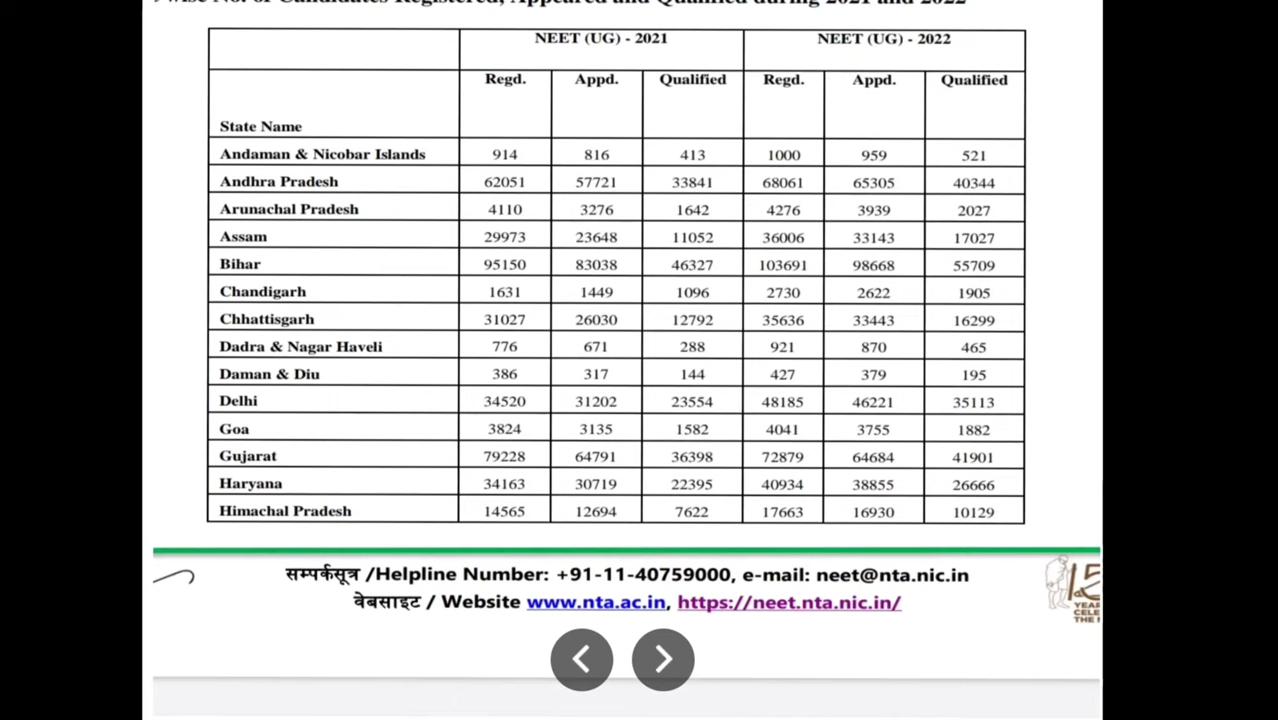 wise No. of Candidates Registered, Appeared and Qualified during 2021 and 2022
NEET (UG) - 2021 NEET (UG) - 2022
State Name Regd. Appd. Qualified Regd. Appd. Qualified
Andaman & Nicobar Islands 914 816 413 1000 959 521
Andhra Pradesh 62051 57721 33841 68061 65305 40344
Arunachal Pradesh 4110 3276 1642 4276 3939 2027
Assam 29973 23648 11052 36006 33143 17027
Bihar 95150 83038 46327 103691 98668 55709
Chandigarh 1631 1449 1096 2730 2622 1905
Chhattisgarh 31027 26030 12792 35636 33443 16299
Dadra & Nagar Haveli 776 671 288 921 870 465
Daman & Diu 386 317 144 427 379 195
Delhi 34520 31202 23554 48185 46221 35113
Goa 3824 3135 1582 4041 3755 1882
Gujarat 79228 64791 36398 72879 64684 41901
Haryana 34163 30719 22395 40934 38855 26666
Himachal Pradesh 14565 12694 7622 17663 16930 10129
सम्पर्कसूत्र /Helpline Number: +91-11-40759000, e-mail: neet@nta.nic.in
वेबसाइट / Website www.nta.ac.in, https://neet.nta.nic.in/
15
YEAR
CELE
THE